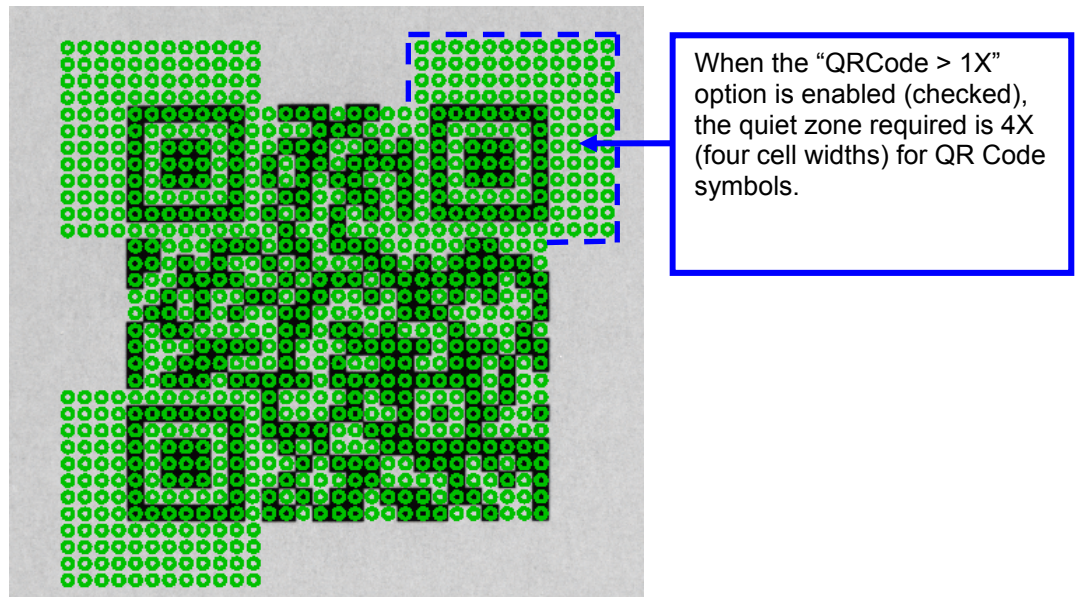 When the “QRCode > 1X”
option is enabled (checked),
the quiet zone required is 4X
(four cell widths) for QR Code
symbols.